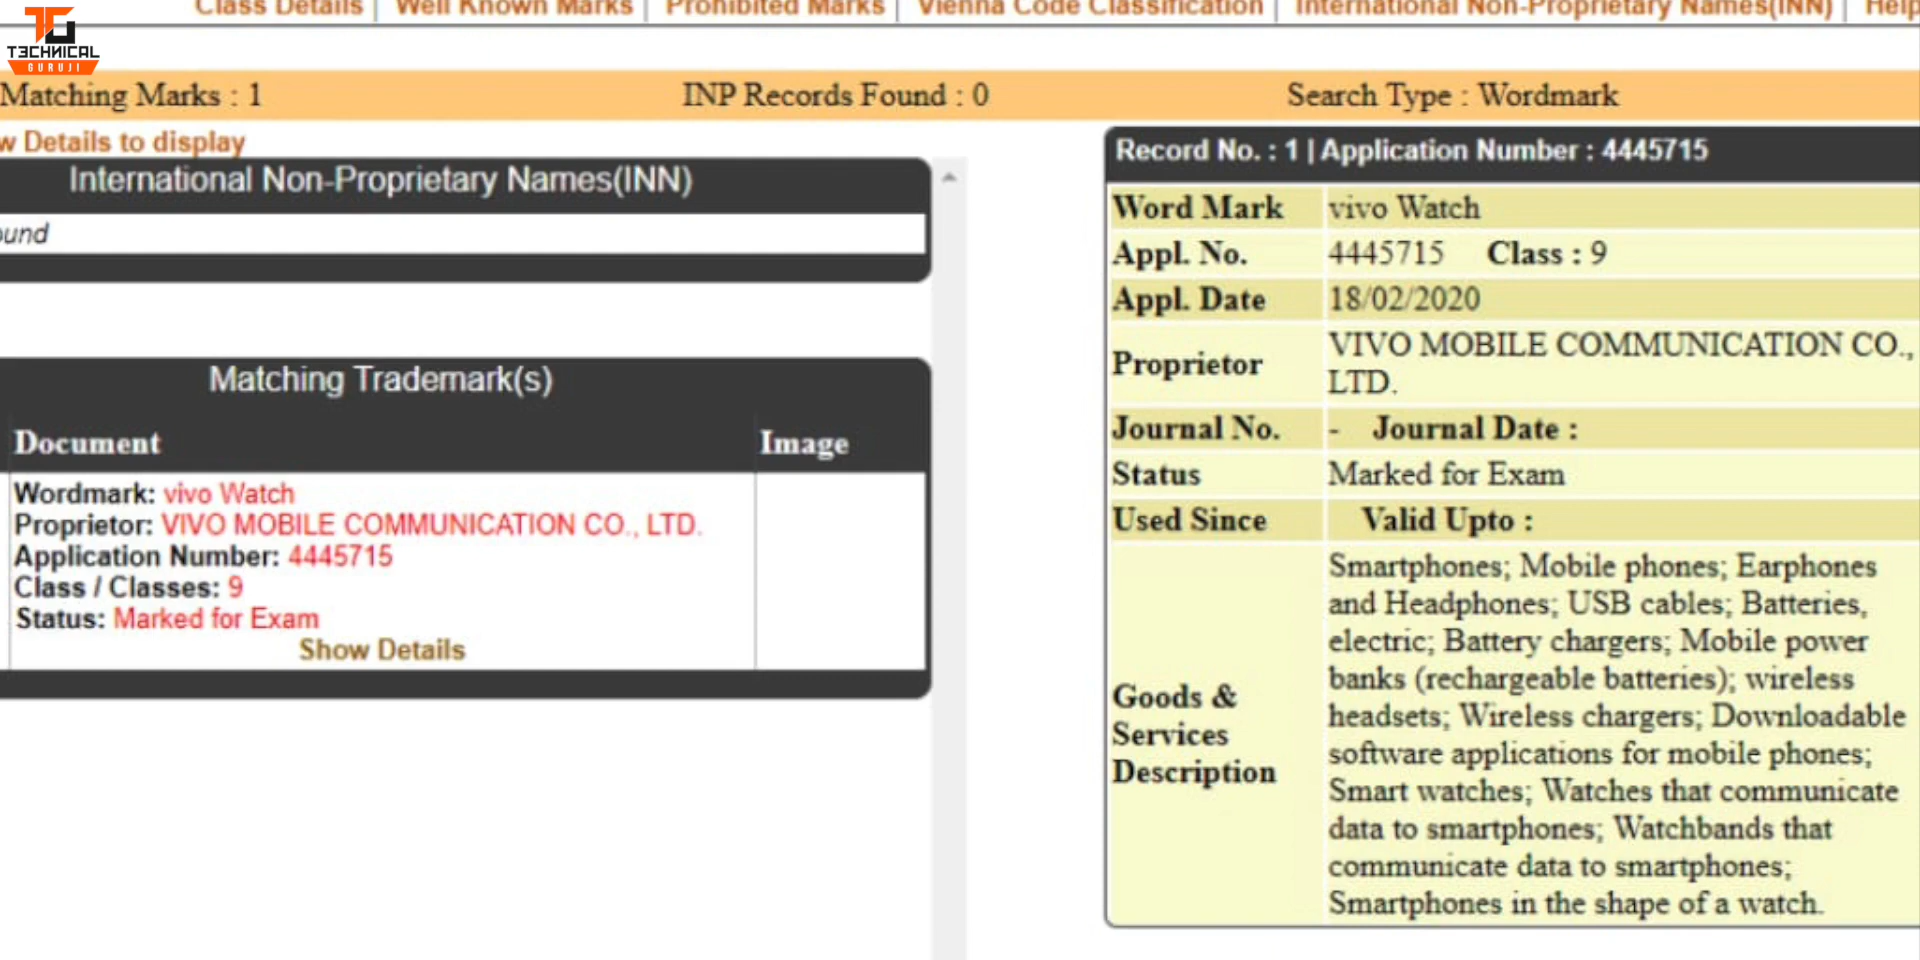 Class Details | Well Known Marks | Prohibited Marks | Vienna Code Classification | International Non-Proprietary Names(INN) | Help
T3CHNICAL
GURUJI
Matching Marks : 1 INP Records Found : 0 Search Type : Wordmark
w Details to display
International Non-Proprietary Names(INN)
ound
Matching Trademark(s)
Document Image
Wordmark: vivo Watch
Proprietor: VIVO MOBILE COMMUNICATION CO., LTD.
Application Number: 4445715
Class / Classes: 9
Status: Marked for Exam
Show Details
Record No. : 1 | Application Number : 4445715
Word Mark vivo Watch
Appl. No. 4445715 Class : 9
Appl. Date 18/02/2020
Proprietor VIVO MOBILE COMMUNICATION CO.,
LTD.
Journal No. - Journal Date :
Status Marked for Exam
Used Since Valid Upto :
Goods &
Services
Description
Smartphones; Mobile phones; Earphones
and Headphones; USB cables; Batteries,
electric; Battery chargers; Mobile power
banks (rechargeable batteries); wireless
headsets; Wireless chargers; Downloadable
software applications for mobile phones;
Smart watches; Watches that communicate
data to smartphones; Watchbands that
communicate data to smartphones;
Smartphones in the shape of a watch.